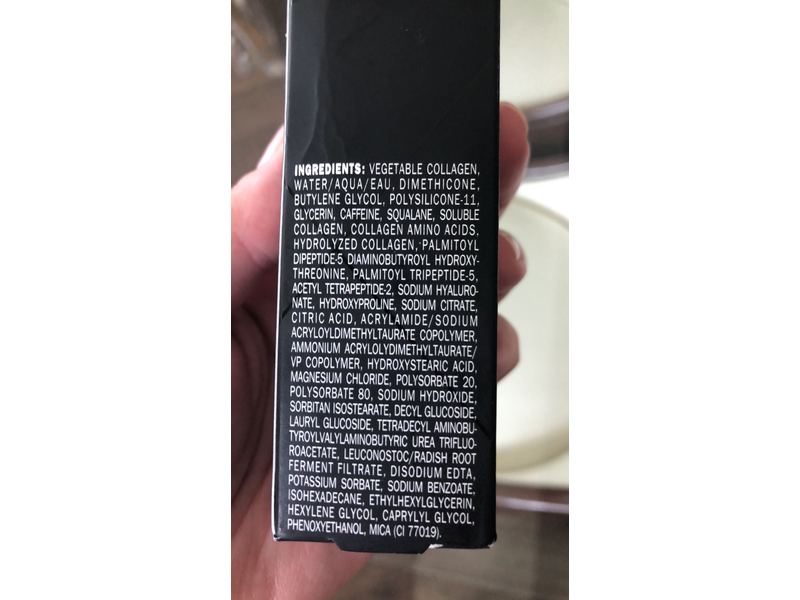 INGREDIENTS: VEGETABLE COLLAGEN,
WATER/AQUA/EAU, DIMETHICONE,
BUTYLENE GLYCOL, POLYSILICONE-11,
GLYCERIN, CAFFEINE, SQUALANE, SOLUBLE
COLLAGEN, COLLAGEN AMINO ACIDS,
HYDROLYZED COLLAGEN, PALMITOYL
DIPEPTIDE-5 DIAMINOBUTYROYL HYDROXY-
THREONINE, PALMITOYL TRIPEPTIDE-5,
ACETYL TETRAPEPTIDE-2, SODIUM HYALURO-
NATE, HYDROXYPROLINE, SODIUM CITRATE,
CITRIC ACID, ACRYLAMIDE/SODIUM
ACRYLOYLDIMETHYLTAURATE COPOLYMER,
AMMONIUM ACRYLOLYDIMETHYLTAURATE/
VP COPOLYMER, HYDROXYSTEARIC ACID,
MAGNESIUM CHLORIDE, POLYSORBATE 20,
POLYSORBATE 80, SODIUM HYDROXIDE,
SORBITAN ISOSTEARATE, DECYL GLUCOSIDE,
LAURYL GLUCOSIDE, TETRADECYL AMINOBU-
TYROYLVALYLAMINOBUTYRIC UREA TRIFLUO-
ROACETATE, LEUCONOSTOC/RADISH ROOT
FERMENT FILTRATE, DISODIUM EDTA,
POTASSIUM SORBATE, SODIUM BENZOATE,
ISOHEXADECANE, ETHYLHEXYLGLYCERIN,
HEXYLENE GLYCOL, CAPRYLYL GLYCOL,
PHENOXYETHANOL, MICA (CI 77019).